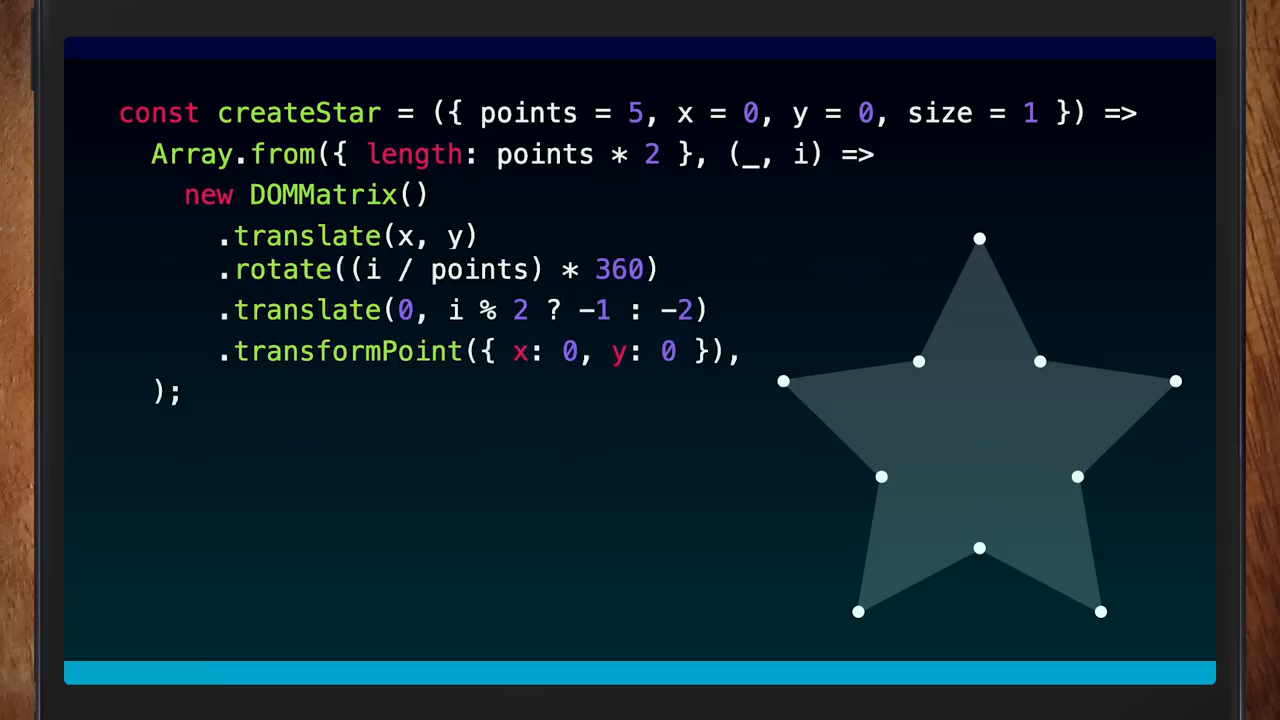 const createStar = ({ points = 5, x = 0, y = 0, size = 1 }) =>
Array.from({ length: points * 2 }, (_, i) =>
new DOMMatrix()
.translate(x, y)
.rotate((i / points) * 360)
.translate(0, i % 2 ? -1 : -2)
.transformPoint({ x: 0, y: 0 }),
);